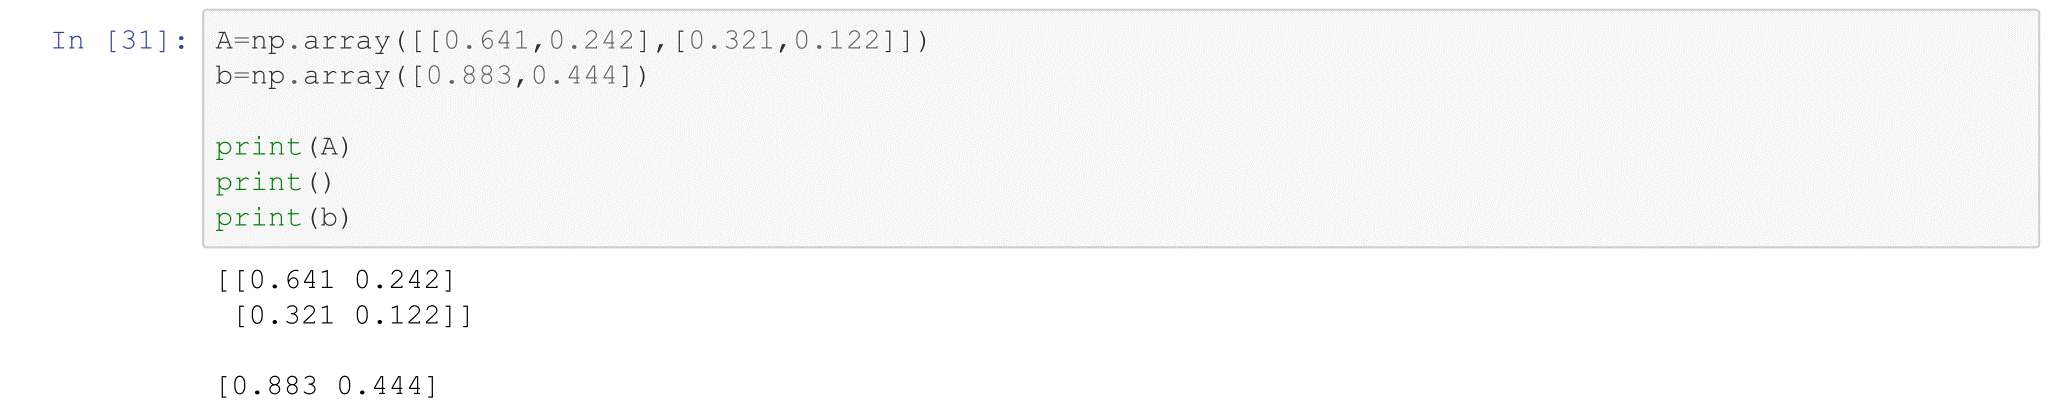 In [31]: A=np.array([[0.641,0.242],[0.321,0.122]])
b=np.array([0.883,0.444])
print(A)
print()
print(b)
[[0.641 0.242]
 [0.321 0.122]]
[0.883 0.444]